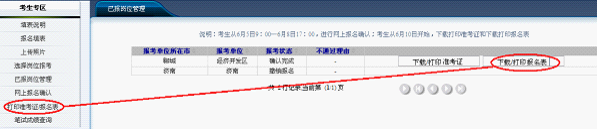 考生专区
填表说明
报名填表
上传照片
选择岗位报考
已报岗位管理
网上报名确认
打印准考证/报名表
笔试成绩查询
已报岗位管理
说明：考生从6月5日9：00—6月8日17：00，进行网上报名确认；考生从6月10日开始，下载打印准考证和下载打印报名表
报考单位所在市 报考单位 报考状态 不通过理由
聊城 经济开发区 确认完成 - 下载/打印准考证 下载/打印报名表
济南 济南 撤销报名 -
共 2 行记录 当前第 (1/1) 页